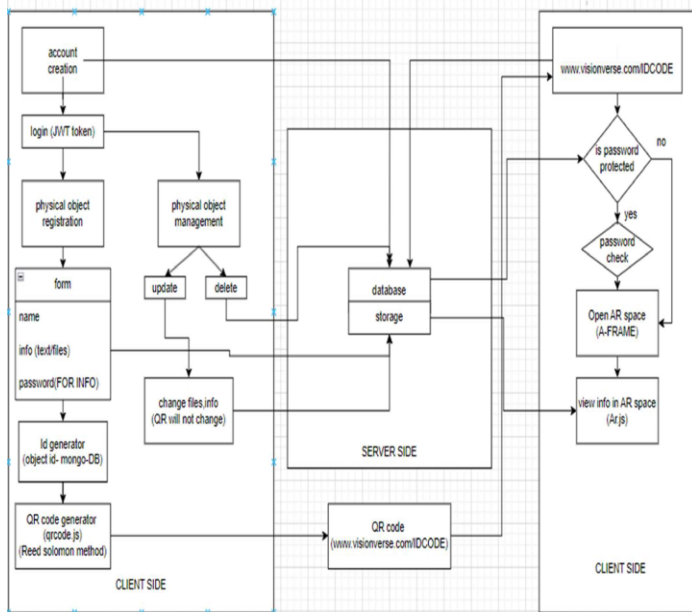 account
creation
login (JWT token)
physical object
registration
physical object
management
form
name
info (text/files)
password(FOR INFO)
update
delete
change files,info
(QR will not change)
Id generator
(object id- mongo-DB)
QR code generator
(qrcode.js)
(Reed solomon method)
CLIENT SIDE
database
storage
SERVER SIDE
QR code
(www.visionverse.com/IDCODE)
www.visionverse.com/IDCODE
is password
protected
no
yes
password
check
Open AR space
(A-FRAME)
view info in AR space
(Ar.js)
CLIENT SIDE